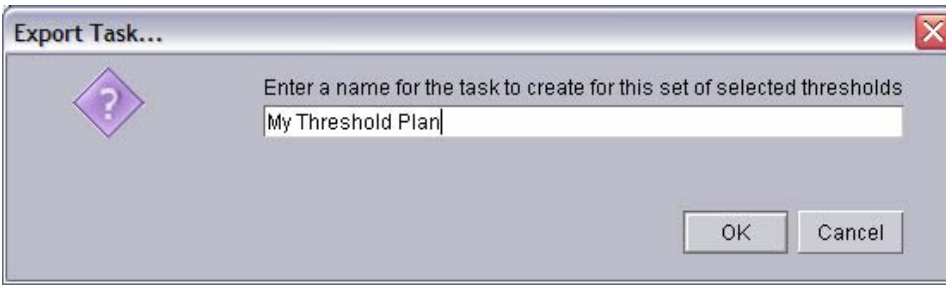 Export Task...
?
Enter a name for the task to create for this set of selected thresholds
My Threshold Plan
OK Cancel